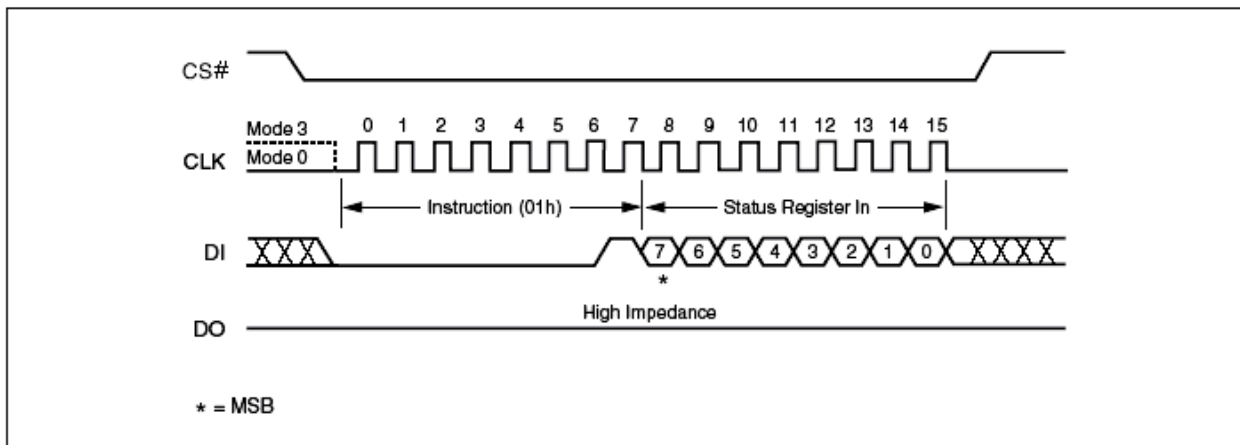 CS#
Mode 3
0 1 2 3 4 5 6 7 8 9 10 11 12 13 14 15
CLK
Mode 0
Instruction (01h)
Status Register In
DI
7 6 5 4 3 2 1 0
*
High Impedance
DO
* = MSB